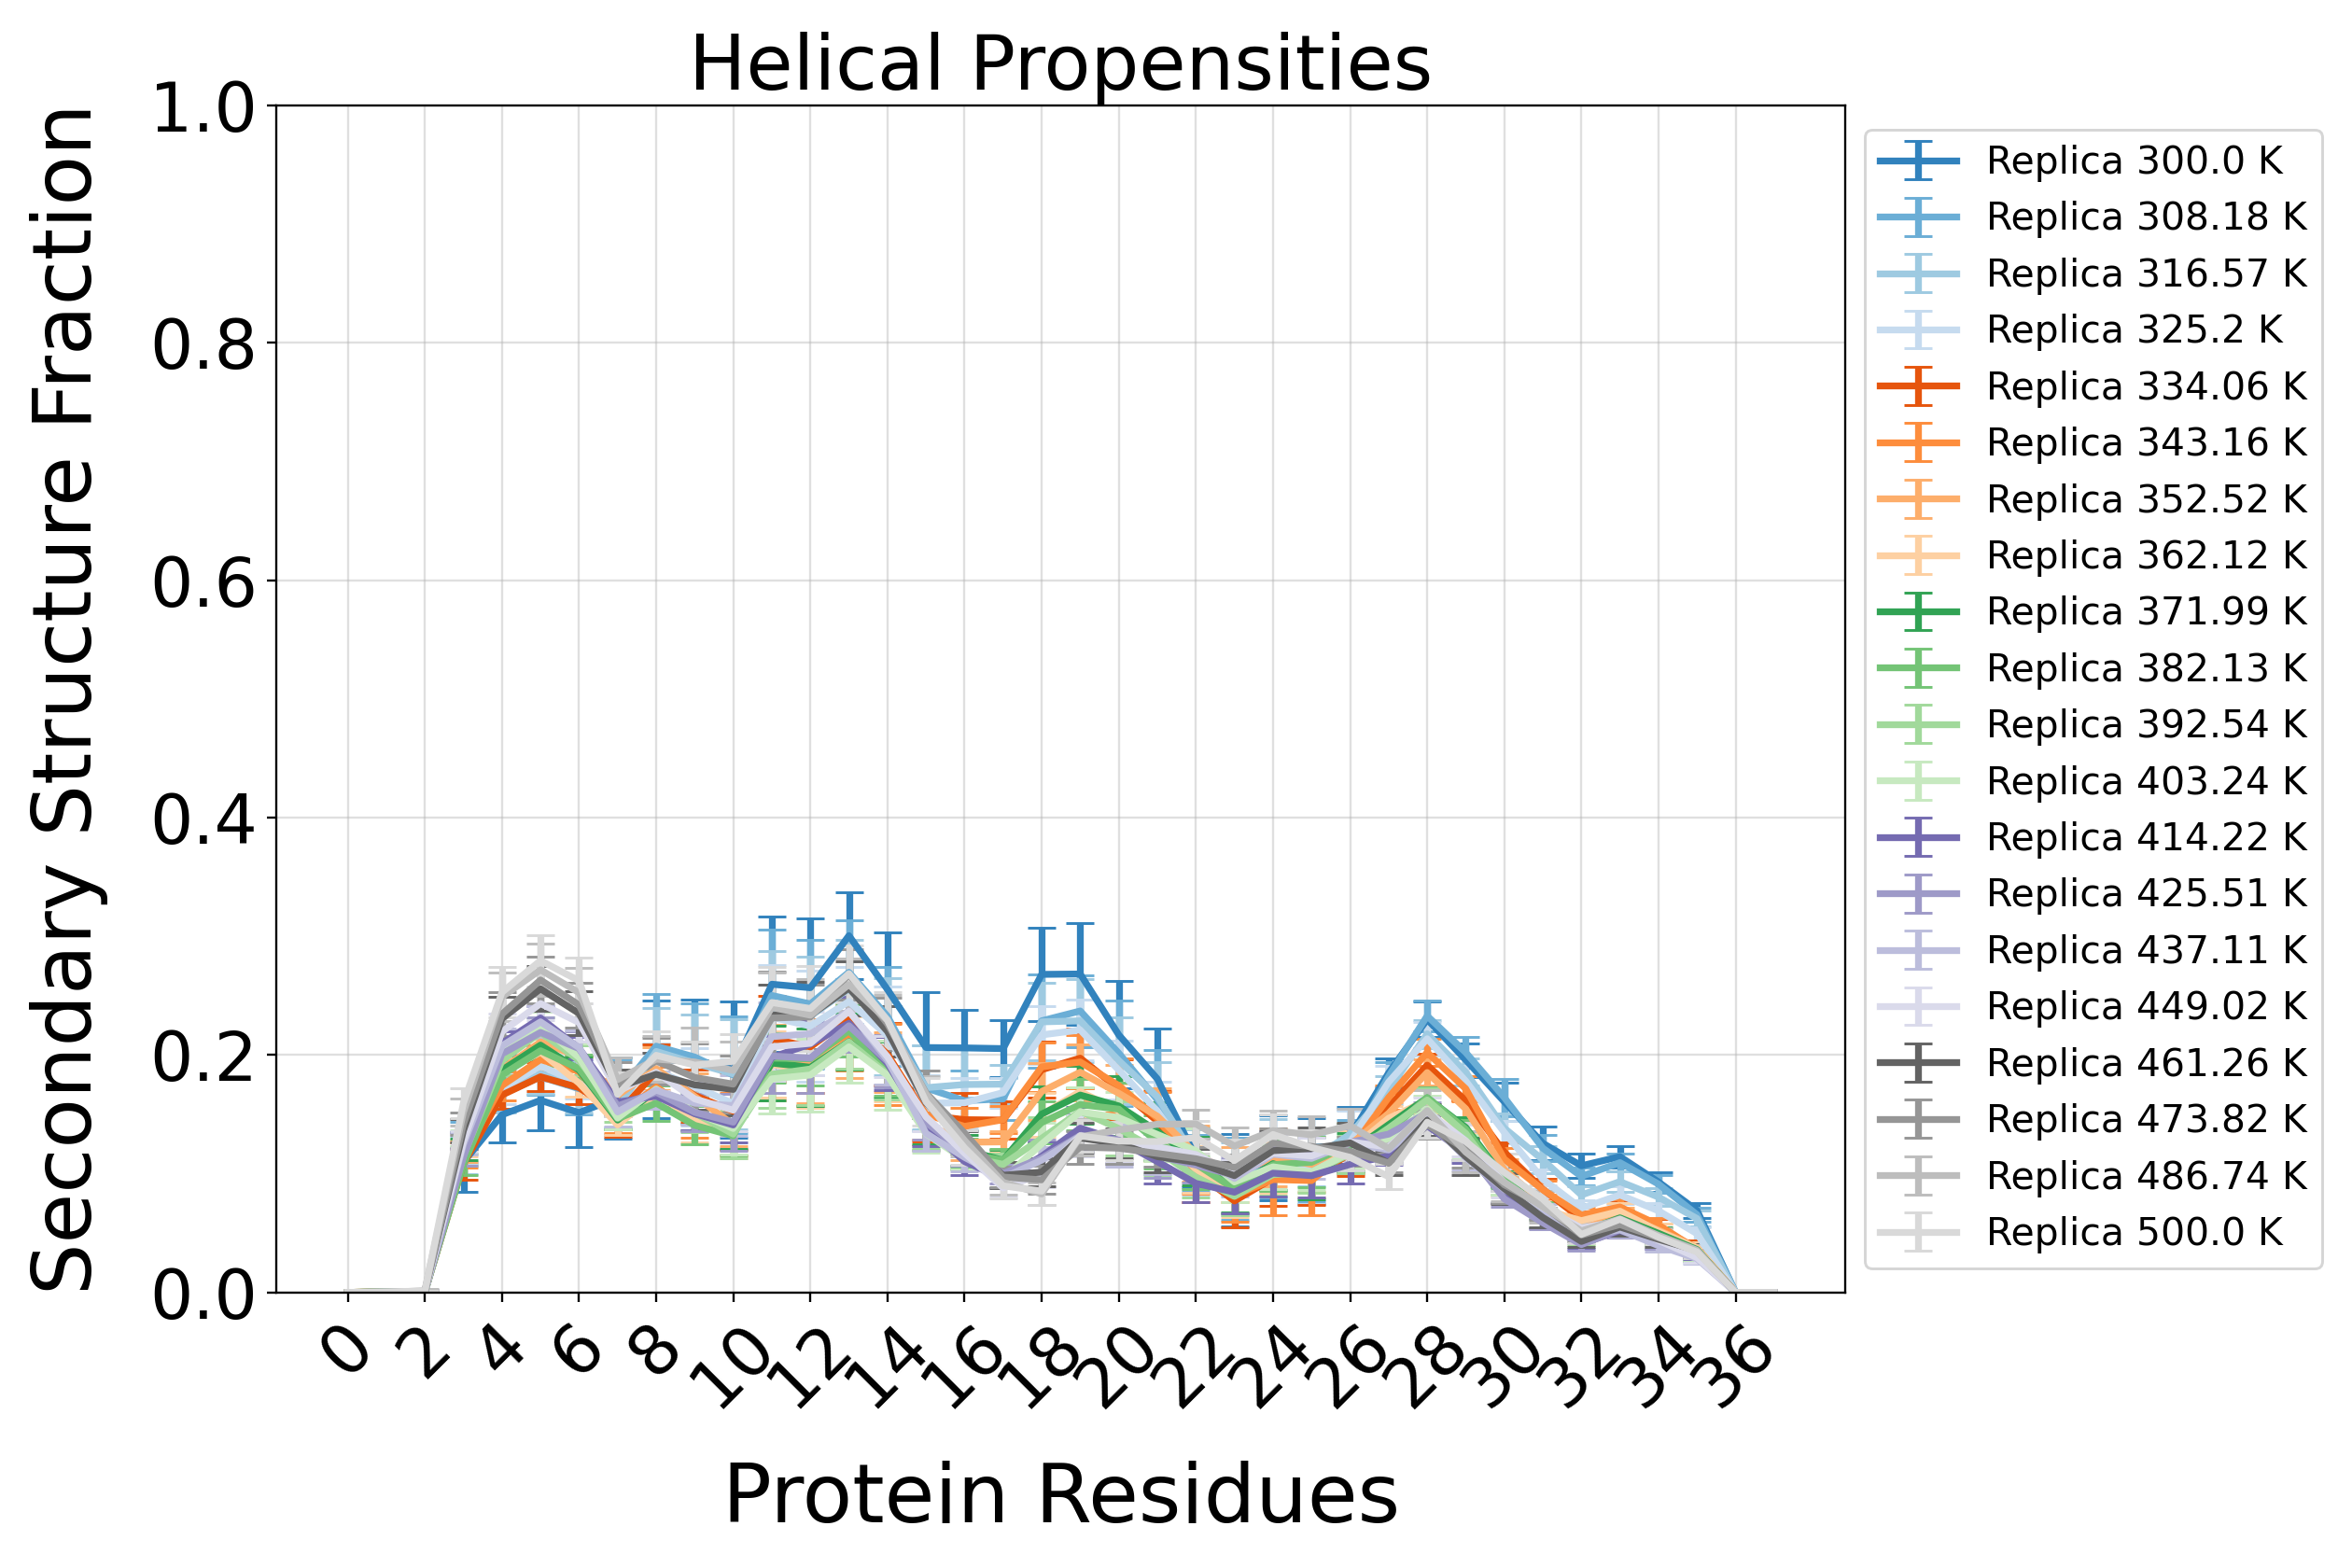 Helical Propensities
Secondary Structure Fraction
1.0
0.8
0.6
0.4
0.2
0.0
0 2 4 6 8 10 12 14 16 18 20 22 24 26 28 30 32 34 36
Protein Residues
Replica 300.0 K
Replica 308.18 K
Replica 316.57 K
Replica 325.2 K
Replica 334.06 K
Replica 343.16 K
Replica 352.52 K
Replica 362.12 K
Replica 371.99 K
Replica 382.13 K
Replica 392.54 K
Replica 403.24 K
Replica 414.22 K
Replica 425.51 K
Replica 437.11 K
Replica 449.02 K
Replica 461.26 K
Replica 473.82 K
Replica 486.74 K
Replica 500.0 K